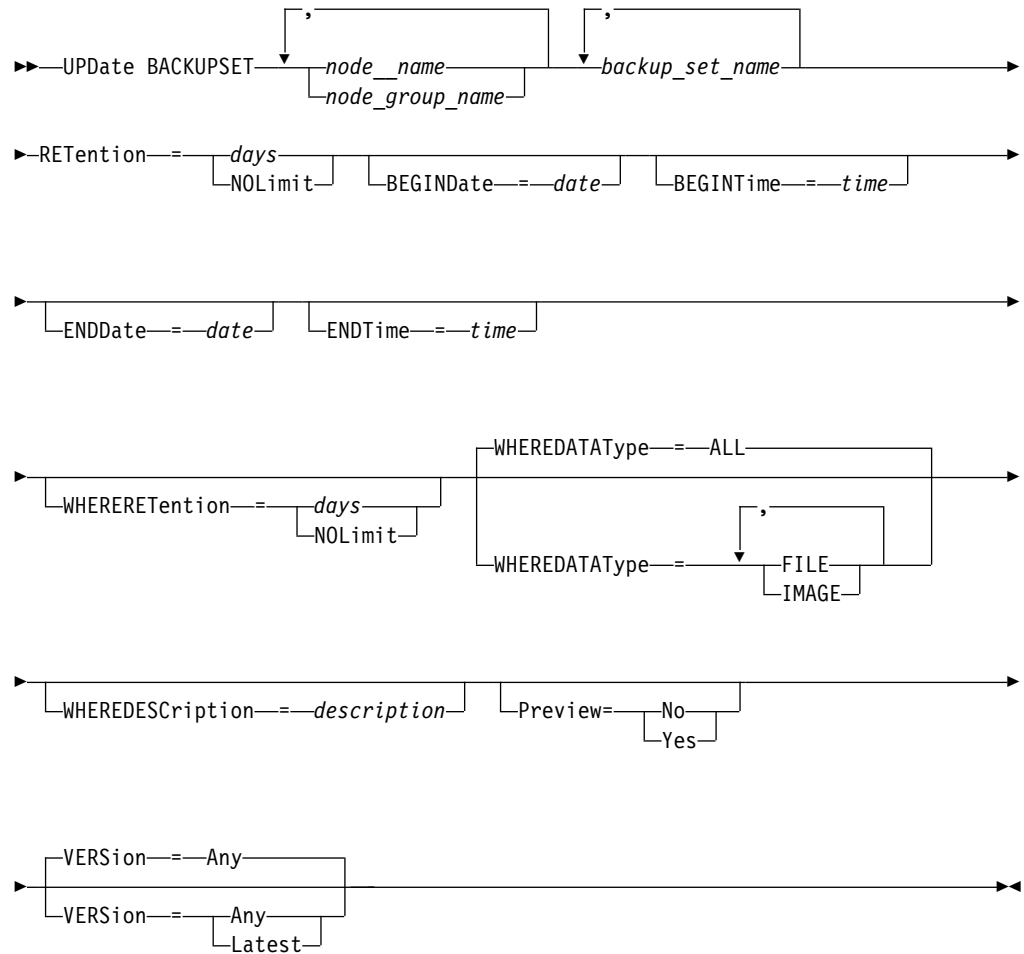 , ,
UPDate BACKUPSET node__name backup_set_name
node_group_name
RETention = days
NOLimit BEGINDate = date BEGINTime = time
ENDDate = date ENDTime = time
WHEREDATAType = ALL
WHERERETention = days
NOLimit ,
WHEREDATAType = FILE
IMAGE
WHEREDESCription = description Preview= No
Yes
VERSion = Any
VERSion = Any
Latest